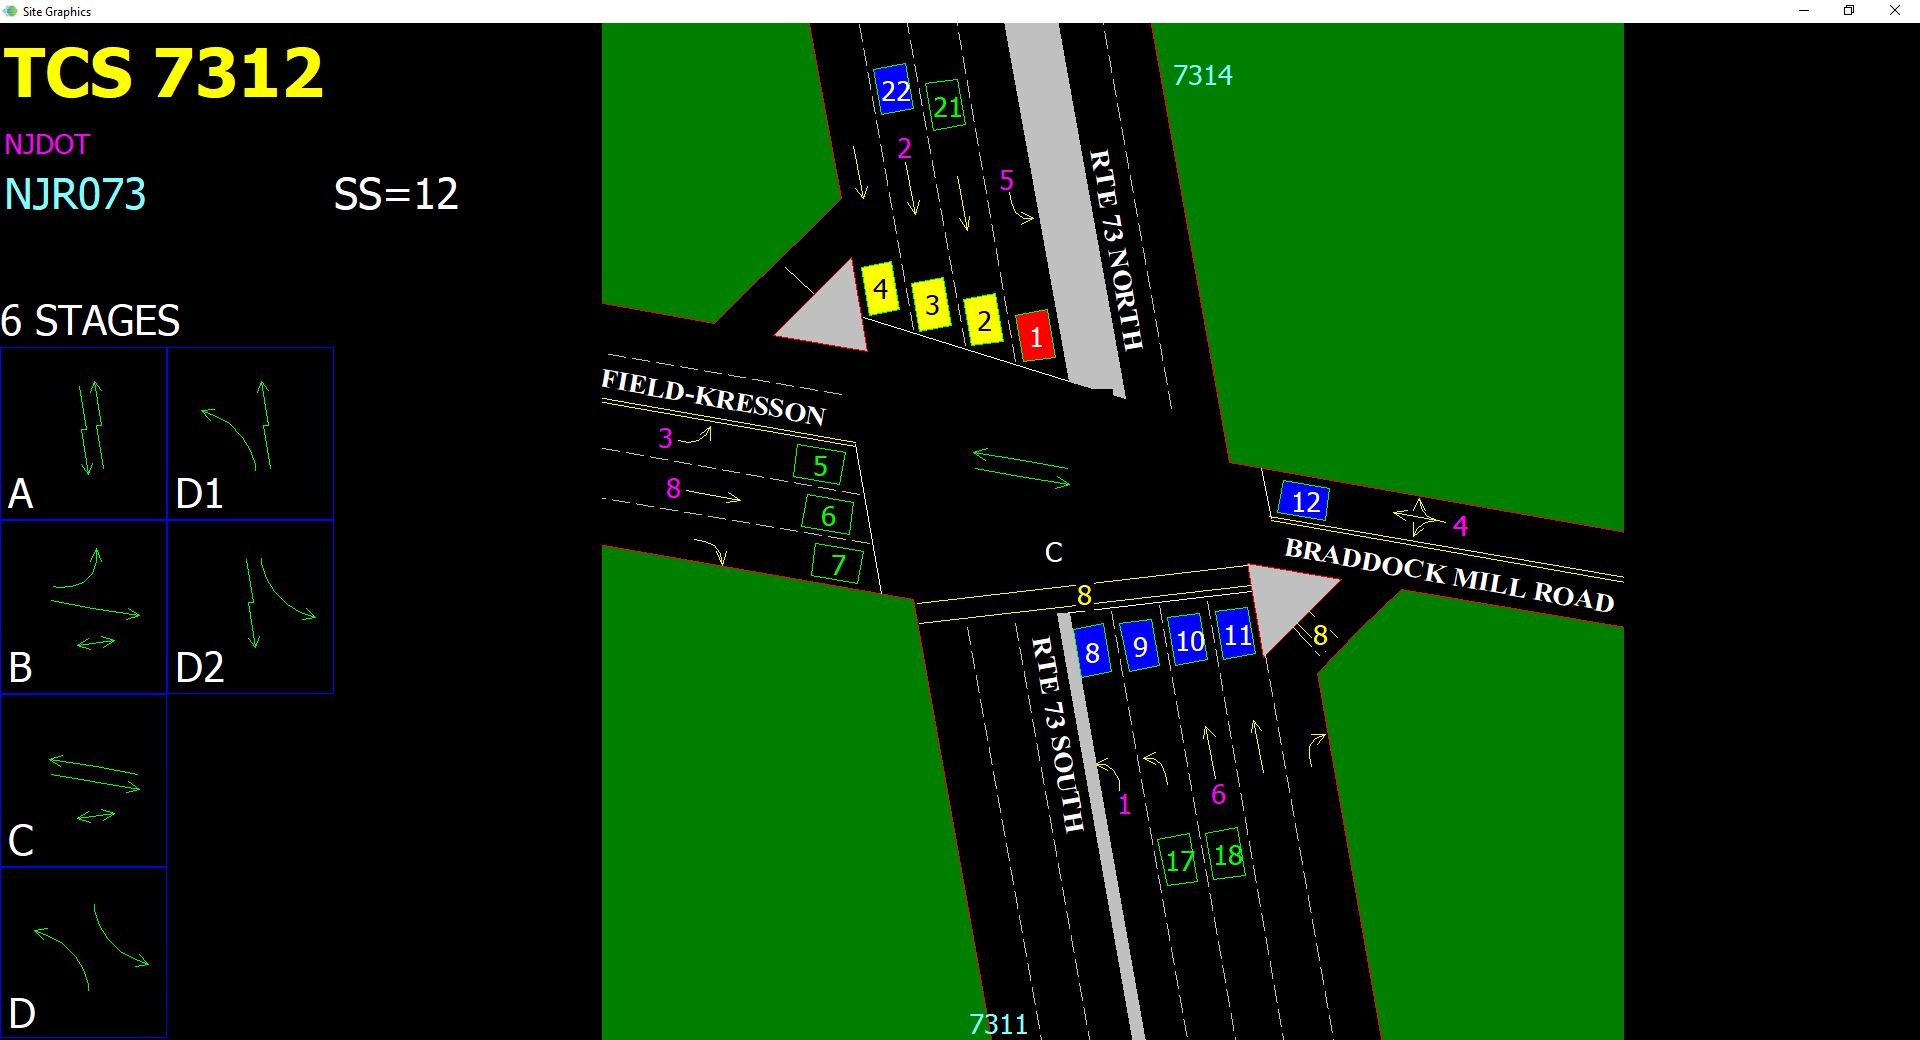 Site Graphics
TCS 7312
NJDOT
NJR073 SS=12
6 STAGES
A
D1
B
D2
C
D
7314
22
21
2
5
RTE 73 NORTH
4
3
2
1
FIELD-KRESSON
3
5
8
6
7
12
4
C
BRADDOCK MILL ROAD
8
8
RTE 73 SOUTH
8
9
10
11
1
6
17
18
7311